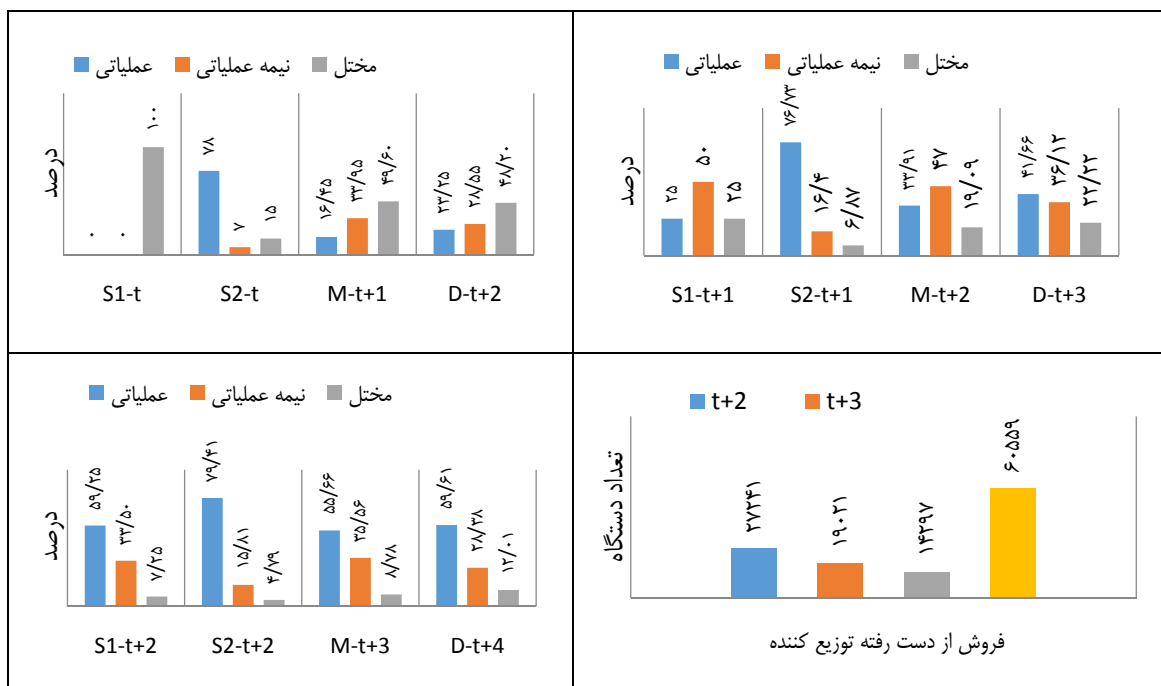 عملیاتی نیمه عملیاتی مختل
درصد
۰ ۰ ۱۰۰ ۷۸ ۷ ۱۵ ۱۶/۴۵ ۳۳/۹۵ ۴۹/۶۰ ۲۳/۲۵ ۲۸/۵۵ ۴۸/۲۰
S1-t S2-t M-t+1 D-t+2
عملیاتی نیمه عملیاتی مختل
درصد
۲۵ ۵۰ ۲۵ ۷۶/۷۳ ۱۶/۴ ۶/۸۷ ۳۳/۹۱ ۴۷ ۱۹/۰۹ ۴۱/۶۶ ۳۶/۱۲ ۲۲/۲۲
S1-t+1 S2-t+1 M-t+2 D-t+3
عملیاتی نیمه عملیاتی مختل
درصد
۵۹/۲۵ ۳۳/۵۰ ۷/۲۵ ۷۹/۴۱ ۱۵/۸۱ ۴/۷۹ ۵۵/۶۶ ۳۵/۵۶ ۸/۷۸ ۵۹/۶۱ ۲۸/۳۸ ۱۲/۰۱
S1-t+2 S2-t+2 M-t+3 D-t+4
t+2 t+3
تعداد دستگاه
۲۷۲۴۱ ۱۹۰۲۱ ۱۴۲۹۷ ۶۰۵۵۹
فروش از دست رفته توزیع کننده